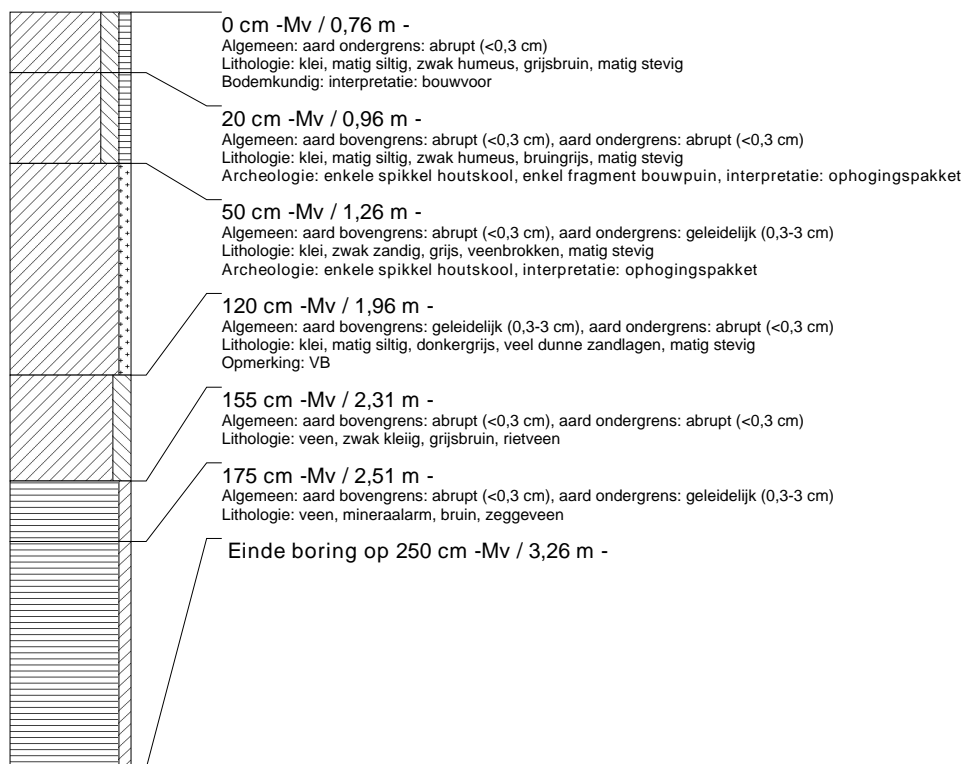 0 cm -Mv / 0,76 m -
Algemeen: aard ondergrens: abrupt (<0,3 cm)
Lithologie: klei, matig siltig, zwak humeus, grijsbruin, matig stevig
Bodemkundig: interpretatie: bouwvoor
20 cm -Mv / 0,96 m -
Algemeen: aard bovengrens: abrupt (<0,3 cm), aard ondergrens: abrupt (<0,3 cm)
Lithologie: klei, matig siltig, zwak humeus, bruingrijs, matig stevig
Archeologie: enkele spikkel houtskool, enkel fragment bouwpuin, interpretatie: ophogingspakket
50 cm -Mv / 1,26 m -
Algemeen: aard bovengrens: abrupt (<0,3 cm), aard ondergrens: geleidelijk (0,3-3 cm)
Lithologie: klei, zwak zandig, grijs, veenbrokken, matig stevig
Archeologie: enkele spikkel houtskool, interpretatie: ophogingspakket
120 cm -Mv / 1,96 m -
Algemeen: aard bovengrens: geleidelijk (0,3-3 cm), aard ondergrens: abrupt (<0,3 cm)
Lithologie: klei, matig siltig, donkergrijs, veel dunne zandlagen, matig stevig
Opmerking: VB
155 cm -Mv / 2,31 m -
Algemeen: aard bovengrens: abrupt (<0,3 cm), aard ondergrens: abrupt (<0,3 cm)
Lithologie: veen, zwak kleiig, grijsbruin, rietveen
175 cm -Mv / 2,51 m -
Algemeen: aard bovengrens: abrupt (<0,3 cm), aard ondergrens: geleidelijk (0,3-3 cm)
Lithologie: veen, mineraalarm, bruin, zeggeveen
Einde boring op 250 cm -Mv / 3,26 m -